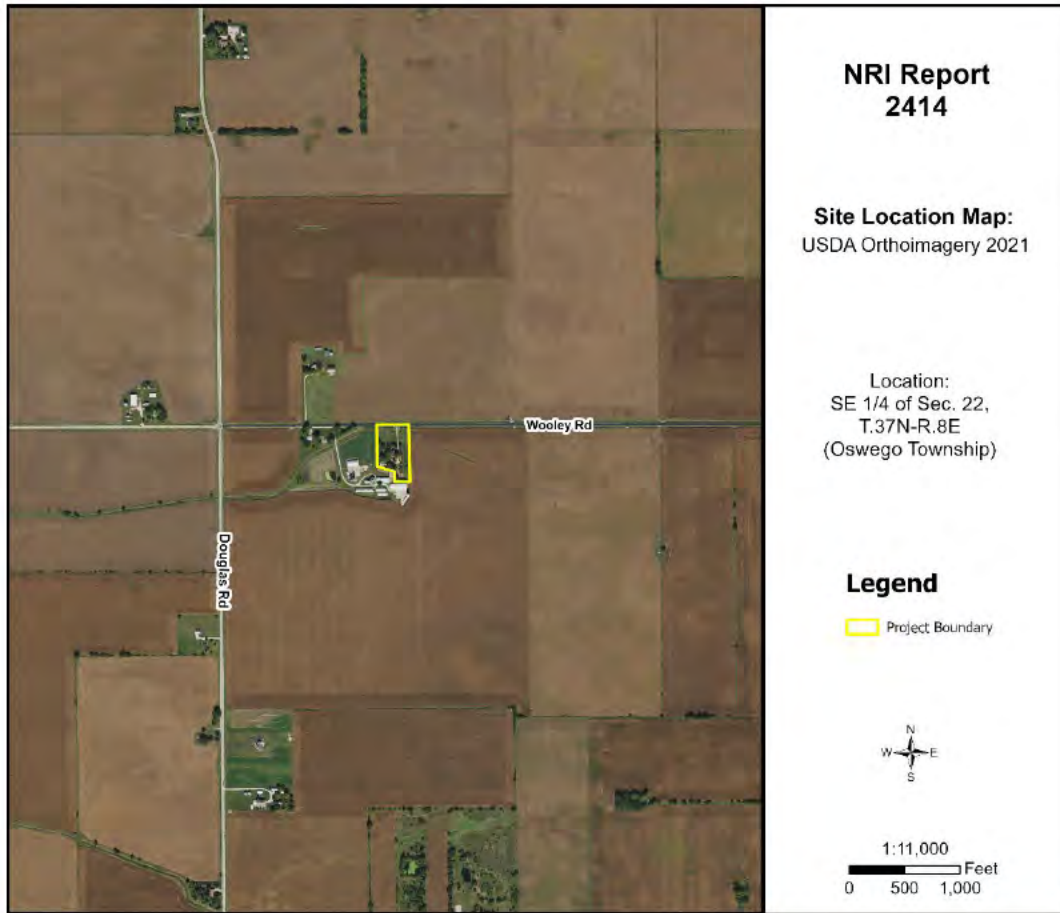 NRI Report
2414
Site Location Map:
USDA Orthoimagery 2021
Location:
SE 1/4 of Sec. 22,
T.37N-R.8E
(Oswego Township)
Wooley Rd
Douglas Rd
Legend
Project Boundary
N
W E
S
1:11,000
Feet
0 500 1,000